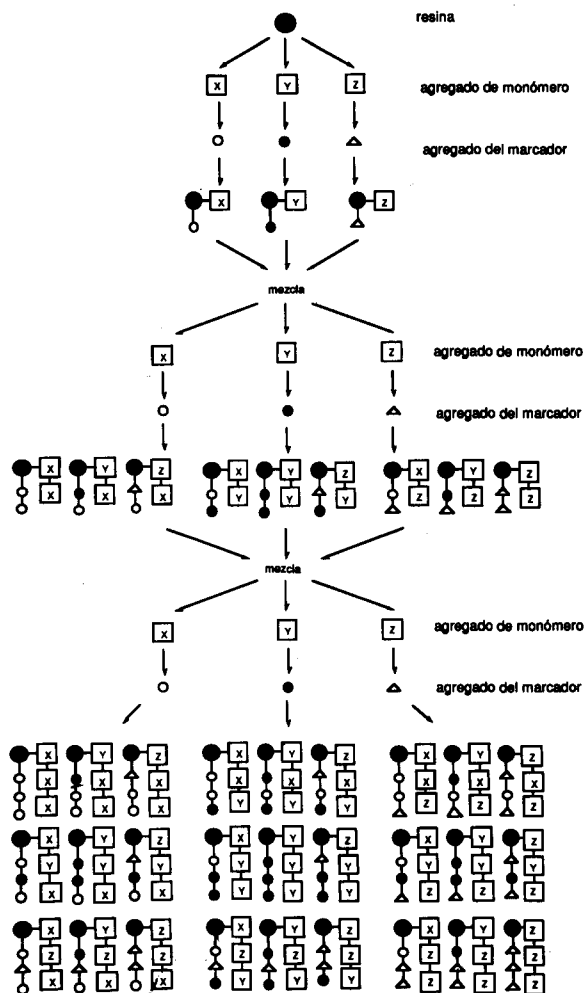 resina
X Y Z agregado de monómero
agregado del marcador
X Y Z
mezcla
X Y Z agregado de monómero
agregado del marcador
X Y Z X Y Z X Y Z
X X X Y Y Y Z Z Z
mezcla
X Y Z agregado de monómero
agregado del marcador
X Y Z X Y Z X Y Z
X X X X X X X X X
X X X Y Y Y Z Z Z
X Y Z X Y Z X Y Z
Y Y Y Y Y Y Y Y Y
X X X Y Y Y Z Z Z
X Y Z X Y Z X Y Z
Z Z Z Z Z Z Z Z Z
X X X Y Y Y Z Z Z